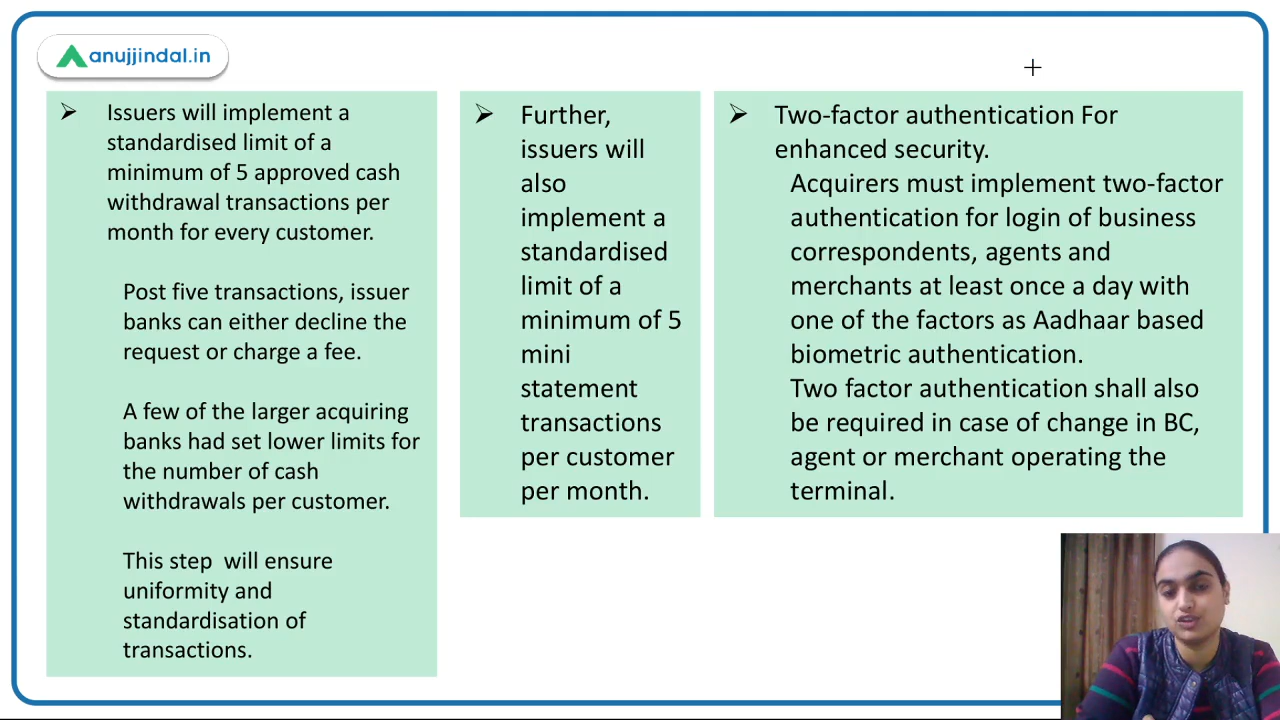 anujjindal.in
Issuers will implement a
standardised limit of a
minimum of 5 approved cash
withdrawal transactions per
month for every customer.
Post five transactions, issuer
banks can either decline the
request or charge a fee.
A few of the larger acquiring
banks had set lower limits for
the number of cash
withdrawals per customer.
This step will ensure
uniformity and
standardisation of
transactions.
Further,
issuers will
also
implement a
standardised
limit of a
minimum of 5
mini
statement
transactions
per customer
per month.
Two-factor authentication For
enhanced security.
Acquirers must implement two-factor
authentication for login of business
correspondents, agents and
merchants at least once a day with
one of the factors as Aadhaar based
biometric authentication.
Two factor authentication shall also
be required in case of change in BC,
agent or merchant operating the
terminal.